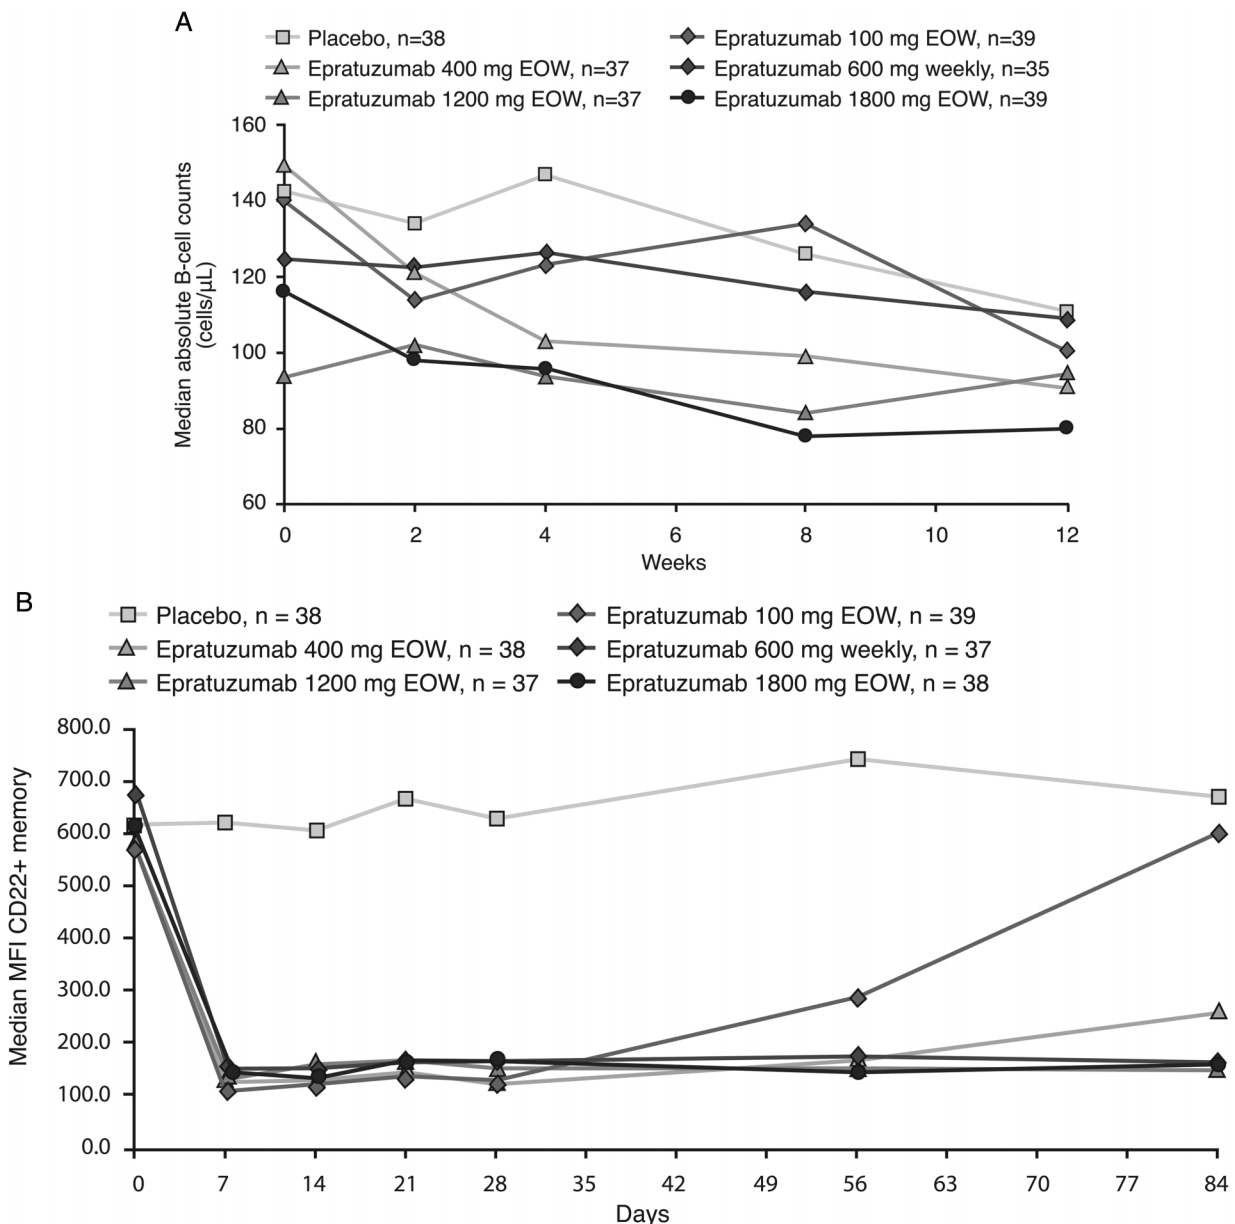 A
Placebo, n=38
Epratuzumab 400 mg EOW, n=37
Epratuzumab 1200 mg EOW, n=37
Epratuzumab 100 mg EOW, n=39
Epratuzumab 600 mg weekly, n=35
Epratuzumab 1800 mg EOW, n=39
Median absolute B-cell counts
(cells/µL)
160
140
120
100
80
60
0 2 4 6 8 10 12
Weeks
B
Placebo, n = 38
Epratuzumab 400 mg EOW, n = 38
Epratuzumab 1200 mg EOW, n = 37
Epratuzumab 100 mg EOW, n = 39
Epratuzumab 600 mg weekly, n = 37
Epratuzumab 1800 mg EOW, n = 38
Median MFI CD22+ memory
800.0
700.0
600.0
500.0
400.0
300.0
200.0
100.0
0.0
0 7 14 21 28 35 42 49 56 63 70 77 84
Days